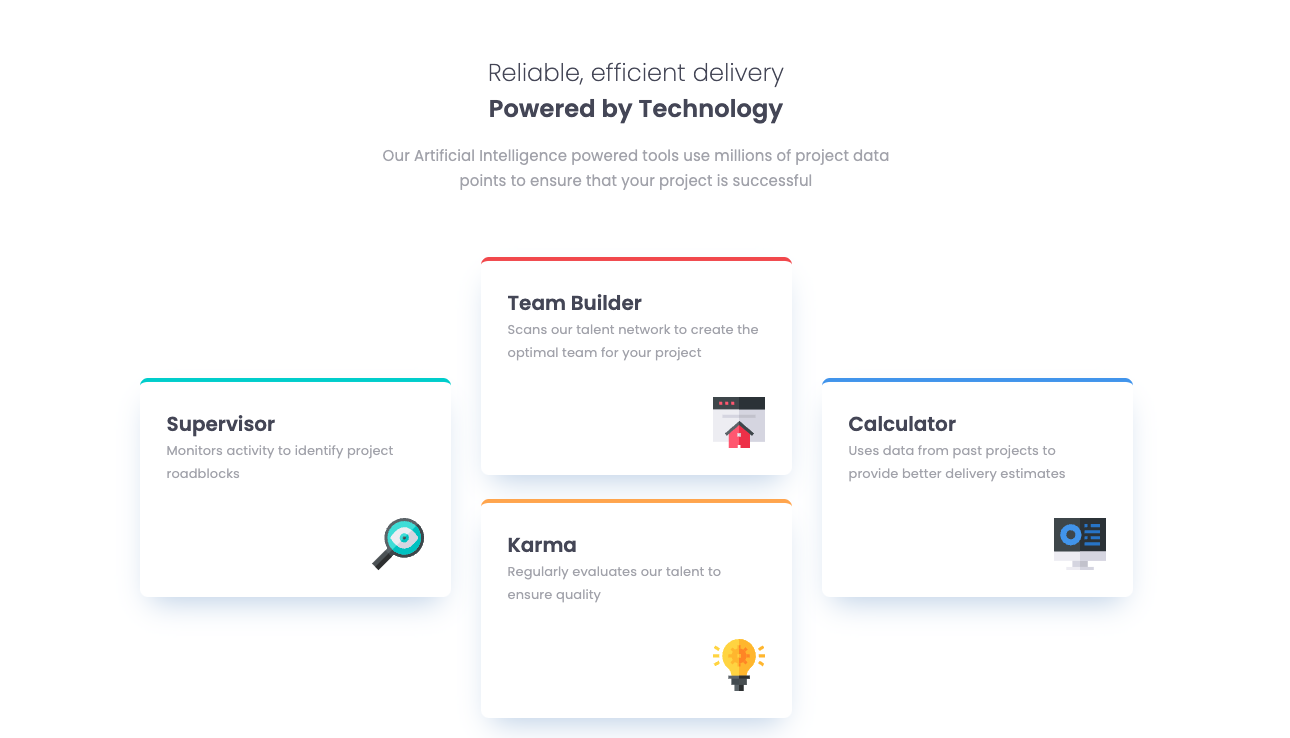 Reliable, efficient delivery
Powered by Technology
Our Artificial Intelligence powered tools use millions of project data
points to ensure that your project is successful
Supervisor
Monitors activity to identify project
roadblocks
Team Builder
Scans our talent network to create the
optimal team for your project
Karma
Regularly evaluates our talent to
ensure quality
Calculator
Uses data from past projects to
provide better delivery estimates